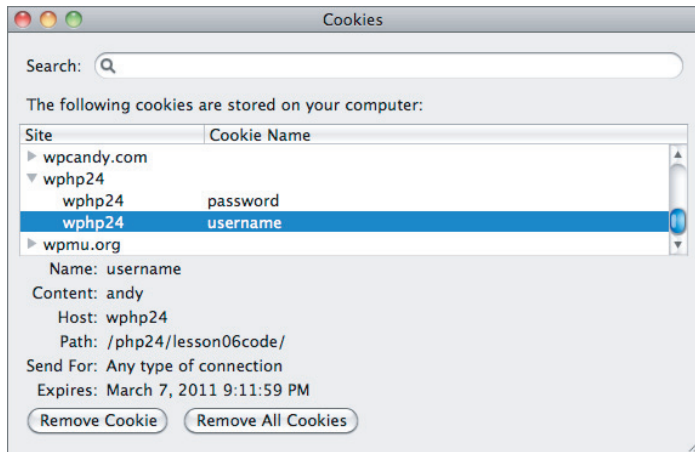 Cookies
Search:
The following cookies are stored on your computer:
Site Cookie Name
wpcandy.com
wphp24
wphp24 password
wphp24 username
wpmu.org
Name: username
Content: andy
Host: wphp24
Path: /php24/lesson06code/
Send For: Any type of connection
Expires: March 7, 2011 9:11:59 PM
Remove Cookie Remove All Cookies